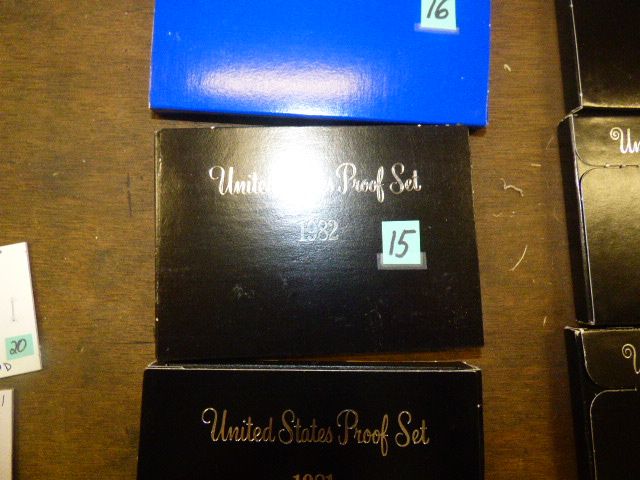 16
United States Proof Set
1982
15
20
United States Proof Set